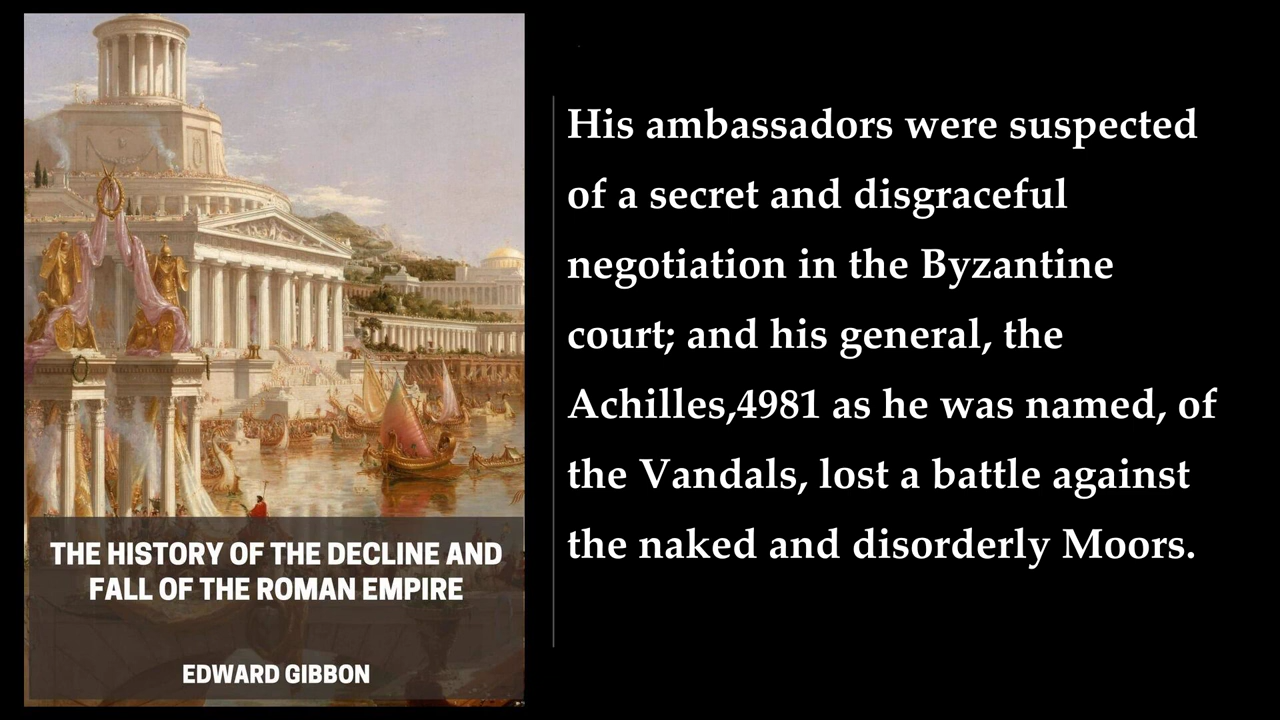 His ambassadors were suspected
of a secret and disgraceful
negotiation in the Byzantine
court; and his general, the
Achilles,4981 as he was named, of
the Vandals, lost a battle against
the naked and disorderly Moors.
THE HISTORY OF THE DECLINE AND
FALL OF THE ROMAN EMPIRE
EDWARD GIBBON